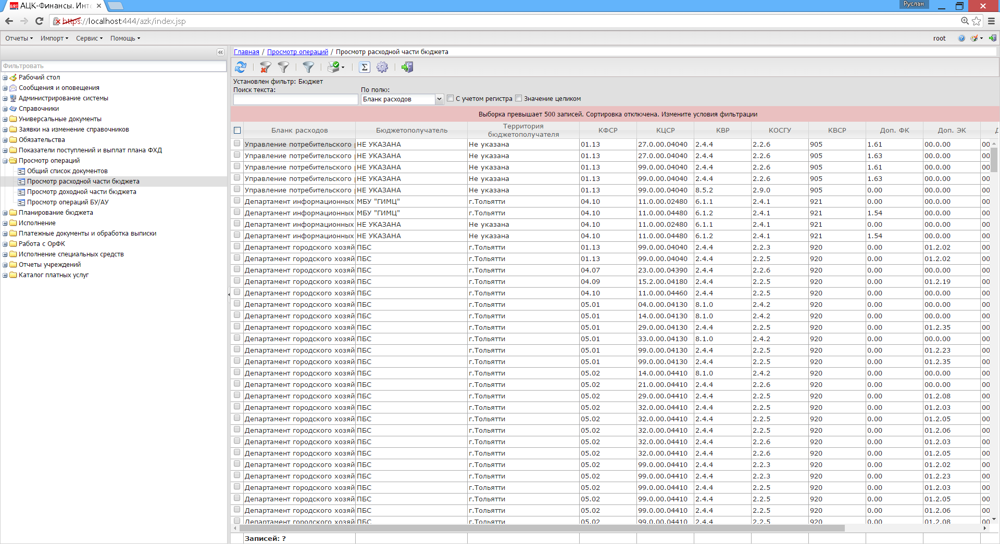 БФТ АЦК-Финансы. Инте
Руслан
https://localhost:444/azk/index.jsp
Отчеты Импорт Сервис Помощь root
Главная / Просмотр операций / Просмотр расходной части бюджета
Фильтровать
Рабочий стол
Сообщения и оповещения
Администрирование системы
Справочники
Универсальные документы
Заявки на изменение справочников
Обязательства
Показатели поступлений и выплат плана ФХД
Просмотр операций
Общий список документов
Просмотр расходной части бюджета
Просмотр доходной части бюджета
Просмотр операций БУ/АУ
Планирование бюджета
Исполнение
Платежные документы и обработка выписки
Работа с ОрФК
Исполнение специальных средств
Отчеты учреждений
Каталог платных услуг
Установлен фильтр: Бюджет
Поиск текста: По полю:
Бланк расходов С учетом регистра Значение целиком
Выборка превышает 500 записей. Сортировка отключена. Измените условия фильтрации
Бланк расходов Бюджетополучатель Территория бюджетополучателя КФСР КЦСР КВР КОСГУ КВСР Доп. ФК Доп. ЭК
Управление потребительского НЕ УКАЗАНА Не указана 01.13 27.0.00.04040 2.4.4 2.2.6 905 1.61 00.0.00 00
Управление потребительского НЕ УКАЗАНА Не указана 01.13 27.0.00.04040 2.4.4 2.2.6 905 1.63 00.0.00 00
Управление потребительского НЕ УКАЗАНА Не указана 01.13 99.0.00.04040 2.4.4 2.2.6 905 1.61 00.0.00 00
Управление потребительского НЕ УКАЗАНА Не указана 01.13 99.0.00.04040 2.4.4 2.2.6 905 1.63 00.0.00 00
Управление потребительского НЕ УКАЗАНА Не указана 01.13 99.0.00.04040 8.5.2 2.9.0 905 0.00 00.0.00 00
Департамент информационных МБУ "ГИМЦ" г.Тольятти 04.10 11.0.00.02480 6.1.1 2.4.1 921 0.00 00.0.00 00
Департамент информационных МБУ "ГИМЦ" г.Тольятти 04.10 11.0.00.04480 6.1.2 2.4.1 921 1.54 00.0.00 00
Департамент информационных НЕ УКАЗАНА Не указана 04.10 11.0.00.02480 6.1.1 2.4.1 921 0.00 00.0.00 00
Департамент информационных НЕ УКАЗАНА Не указана 04.10 11.0.00.04480 6.1.2 2.4.1 921 1.54 00.0.00 00
Департамент городского хозяй ПБС г.Тольятти 01.13 99.0.00.04040 2.4.4 2.2.3 920 0.00 01.2.02 00
Департамент городского хозяй ПБС г.Тольятти 01.13 99.0.00.04040 2.4.4 2.2.5 920 0.00 01.2.02 00
Департамент городского хозяй ПБС г.Тольятти 04.07 23.0.00.04390 2.4.4 2.2.6 920 0.00 00.0.00 00
Департамент городского хозяй ПБС г.Тольятти 04.09 15.2.00.04180 2.4.4 2.2.5 920 0.00 01.2.19 00
Департамент городского хозяй ПБС г.Тольятти 04.10 11.0.00.04460 2.4.4 2.2.5 920 0.00 00.0.00 00
Департамент городского хозяй ПБС г.Тольятти 05.01 04.0.00.04130 8.1.0 2.4.2 920 0.00 00.0.00 00
Департамент городского хозяй ПБС г.Тольятти 05.01 14.0.00.04130 8.1.0 2.4.2 920 0.00 00.0.00 00
Департамент городского хозяй ПБС г.Тольятти 05.01 29.0.00.04130 2.4.4 2.2.5 920 0.00 01.2.35 00
Департамент городского хозяй ПБС г.Тольятти 05.01 33.0.00.04130 8.1.0 2.4.2 920 0.00 00.0.00 00
Департамент городского хозяй ПБС г.Тольятти 05.01 99.0.00.04130 2.4.4 2.2.5 920 0.00 01.2.23 00
Департамент городского хозяй ПБС г.Тольятти 05.01 99.0.00.04130 2.4.4 2.2.5 920 0.00 01.2.35 00
Департамент городского хозяй ПБС г.Тольятти 05.02 14.0.00.04410 8.1.0 2.4.2 920 0.00 00.0.00 00
Департамент городского хозяй ПБС г.Тольятти 05.02 21.0.00.04410 2.4.4 2.2.6 920 0.00 00.0.00 00
Департамент городского хозяй ПБС г.Тольятти 05.02 29.0.00.04410 2.4.4 2.2.5 920 0.00 01.2.08 00
Департамент городского хозяй ПБС г.Тольятти 05.02 32.0.00.04410 2.4.4 2.2.5 920 0.00 01.2.03 00
Департамент городского хозяй ПБС г.Тольятти 05.02 32.0.00.04410 2.4.4 2.2.5 920 0.00 01.2.05 00
Департамент городского хозяй ПБС г.Тольятти 05.02 32.0.00.04410 2.4.4 2.2.5 920 0.00 01.2.06 00
Департамент городского хозяй ПБС г.Тольятти 05.02 32.0.00.04410 2.4.4 2.2.6 920 0.00 01.2.03 00
Департамент городского хозяй ПБС г.Тольятти 05.02 32.0.00.04410 2.4.4 2.2.6 920 0.00 01.2.05 00
Департамент городского хозяй ПБС г.Тольятти 05.02 99.0.00.04410 2.4.4 2.2.3 920 0.00 01.2.02 00
Департамент городского хозяй ПБС г.Тольятти 05.02 99.0.00.04410 2.4.4 2.2.3 920 0.00 01.2.23 00
Департамент городского хозяй ПБС г.Тольятти 05.02 99.0.00.04410 2.4.4 2.2.5 920 0.00 01.2.03 00
Департамент городского хозяй ПБС г.Тольятти 05.02 99.0.00.04410 2.4.4 2.2.5 920 0.00 01.2.05 00
Департамент городского хозяй ПБС г.Тольятти 05.02 99.0.00.04410 2.4.4 2.2.5 920 0.00 01.2.06 00
Департамент городского хозяй ПБС г.Тольятти 05.02 99.0.00.04410 2.4.4 2.2.5 920 0.00 01.2.08 00
Записей: ?